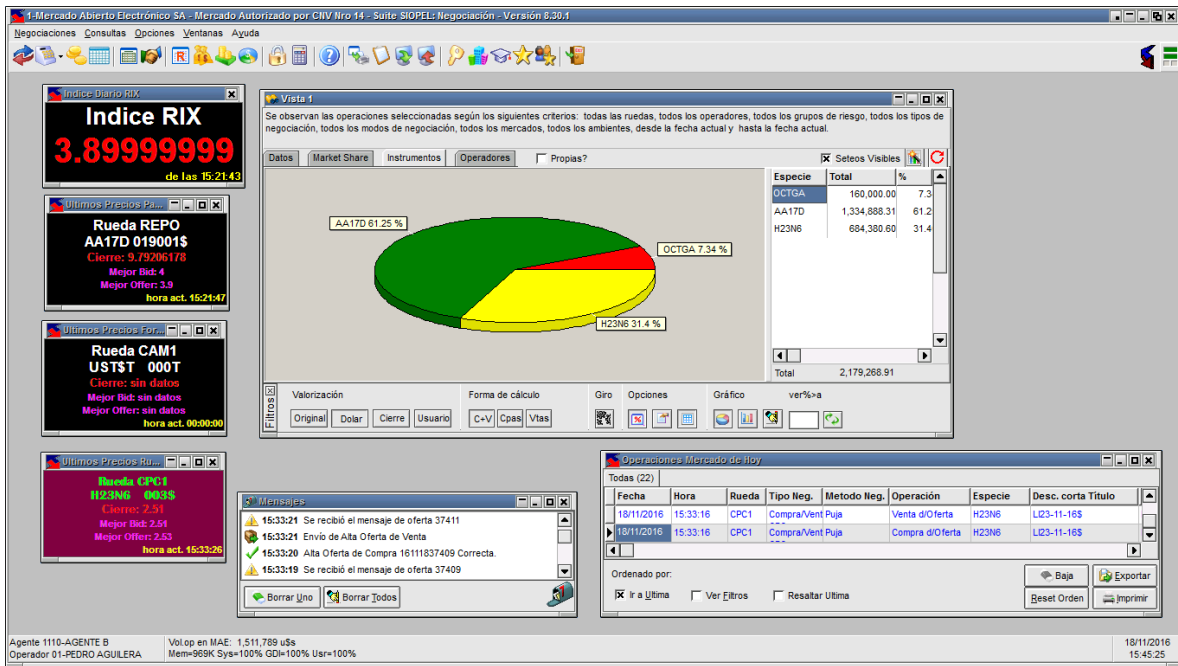 1-Mercado Abierto Electrónico SA - Mercado Autorizado por CNV Nro 14 - Suite SIOPEL: Negociación - Versión 8.30.1
Negociaciones Consultas Opciones Ventanas Ayuda
Indice Diario RIX
Indice RIX
3.89999999
de las 15:21:43
Ultimos Precios Pa...
Rueda REPO
AA17D 019001$
Cierre: 9.79206178
Mejor Bid: 4
Mejor Offer: 3.9
hora act. 15:21:47
Ultimos Precios For...
Rueda CAM1
UST$T 000T
Cierre: sin datos
Mejor Bid: sin datos
Mejor Offer: sin datos
hora act. 00:00:00
Ultimos Precios Ru...
Rueda CPC1
H23N6 003$
Cierre: 2.51
Mejor Bid: 2.51
Mejor Offer: 2.53
hora act. 15:33:26
Vista 1
Se observan las operaciones seleccionadas según los siguientes criterios: todas las ruedas, todos los operadores, todos los grupos de riesgo, todos los tipos de
negociación, todos los modos de negociación, todos los mercados, todos los ambientes, desde la fecha actual y hasta la fecha actual.
Datos Market Share Instrumentos Operadores Propias? Seteos Visibles
AA17D 61.25 %
OCTGA 7.34 %
H23N6 31.4 %
Especie Total %
OCTGA 160,000.00 7.3
AA17D 1,334,888.31 61.2
H23N6 684,380.60 31.4
Total 2,179,268.91
Filtros
Valorización Forma de cálculo Giro Opciones Gráfico ver%>a
Original Dolar Cierre Usuario C+V Cpas Vtas
Mensajes
15:33:21 Se recibió el mensaje de oferta 37411
15:33:21 Envío de Alta Oferta de Venta
15:33:20 Alta Oferta de Compra 16111837409 Correcta.
15:33:19 Se recibió el mensaje de oferta 37409
Borrar Uno Borrar Todos
Operaciones Mercado de Hoy
Todas (22)
Fecha Hora Rueda Tipo Neg. Metodo Neg. Operación Especie Desc. corta Titulo
18/11/2016 15:33:16 CPC1 Compra/Vent Puja Venta d/Oferta H23N6 LI23-11-16$
18/11/2016 15:33:16 CPC1 Compra/Vent Puja Compra d/Oferta H23N6 LI23-11-16$
Ordenado por:
Ir a Ultima Ver Filtros Resaltar Ultima
Baja Exportar
Reset Orden Imprimir
Agente 1110-AGENTE B Vol.op en MAE: 1,511,789 u$s 18/11/2016
Operador 01-PEDRO AGUILERA Mem=969K Sys=100% GDI=100% Usr=100% 15:45:25